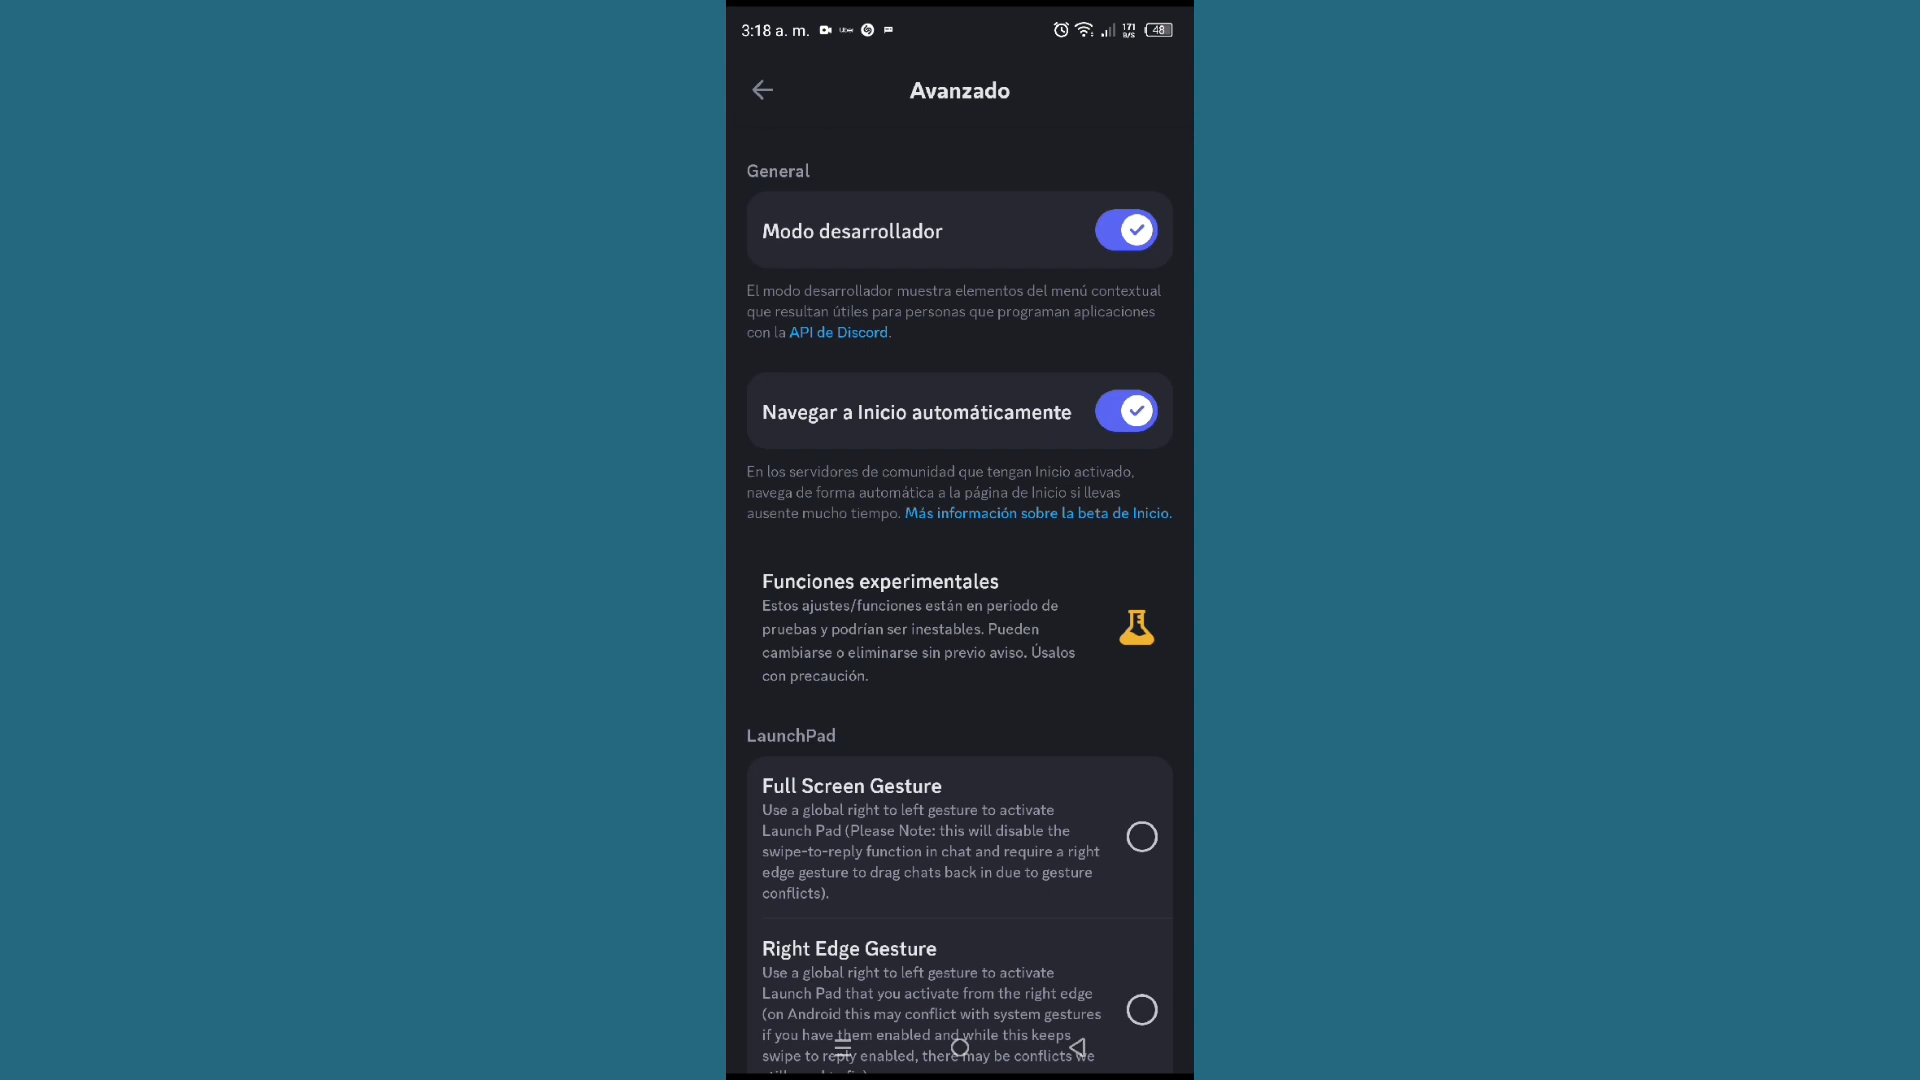 3:18 a. m. Uber 171 B/S 48
Avanzado
General
Modo desarrollador
El modo desarrollador muestra elementos del menú contextual
que resultan útiles para personas que programan aplicaciones
con la API de Discord.
Navegar a Inicio automáticamente
En los servidores de comunidad que tengan Inicio activado,
navega de forma automática a la página de Inicio si llevas
ausente mucho tiempo. Más información sobre la beta de Inicio.
Funciones experimentales
Estos ajustes/funciones están en periodo de
pruebas y podrían ser inestables. Pueden
cambiarse o eliminarse sin previo aviso. Úsalos
con precaución.
LaunchPad
Full Screen Gesture
Use a global right to left gesture to activate
Launch Pad (Please Note: this will disable the
swipe-to-reply function in chat and require a right
edge gesture to drag chats back in due to gesture
conflicts).
Right Edge Gesture
Use a global right to left gesture to activate
Launch Pad that you activate from the right edge
(on Android this may conflict with system gestures
if you have them enabled and while this keeps
swipe to reply enabled, there may be conflicts we